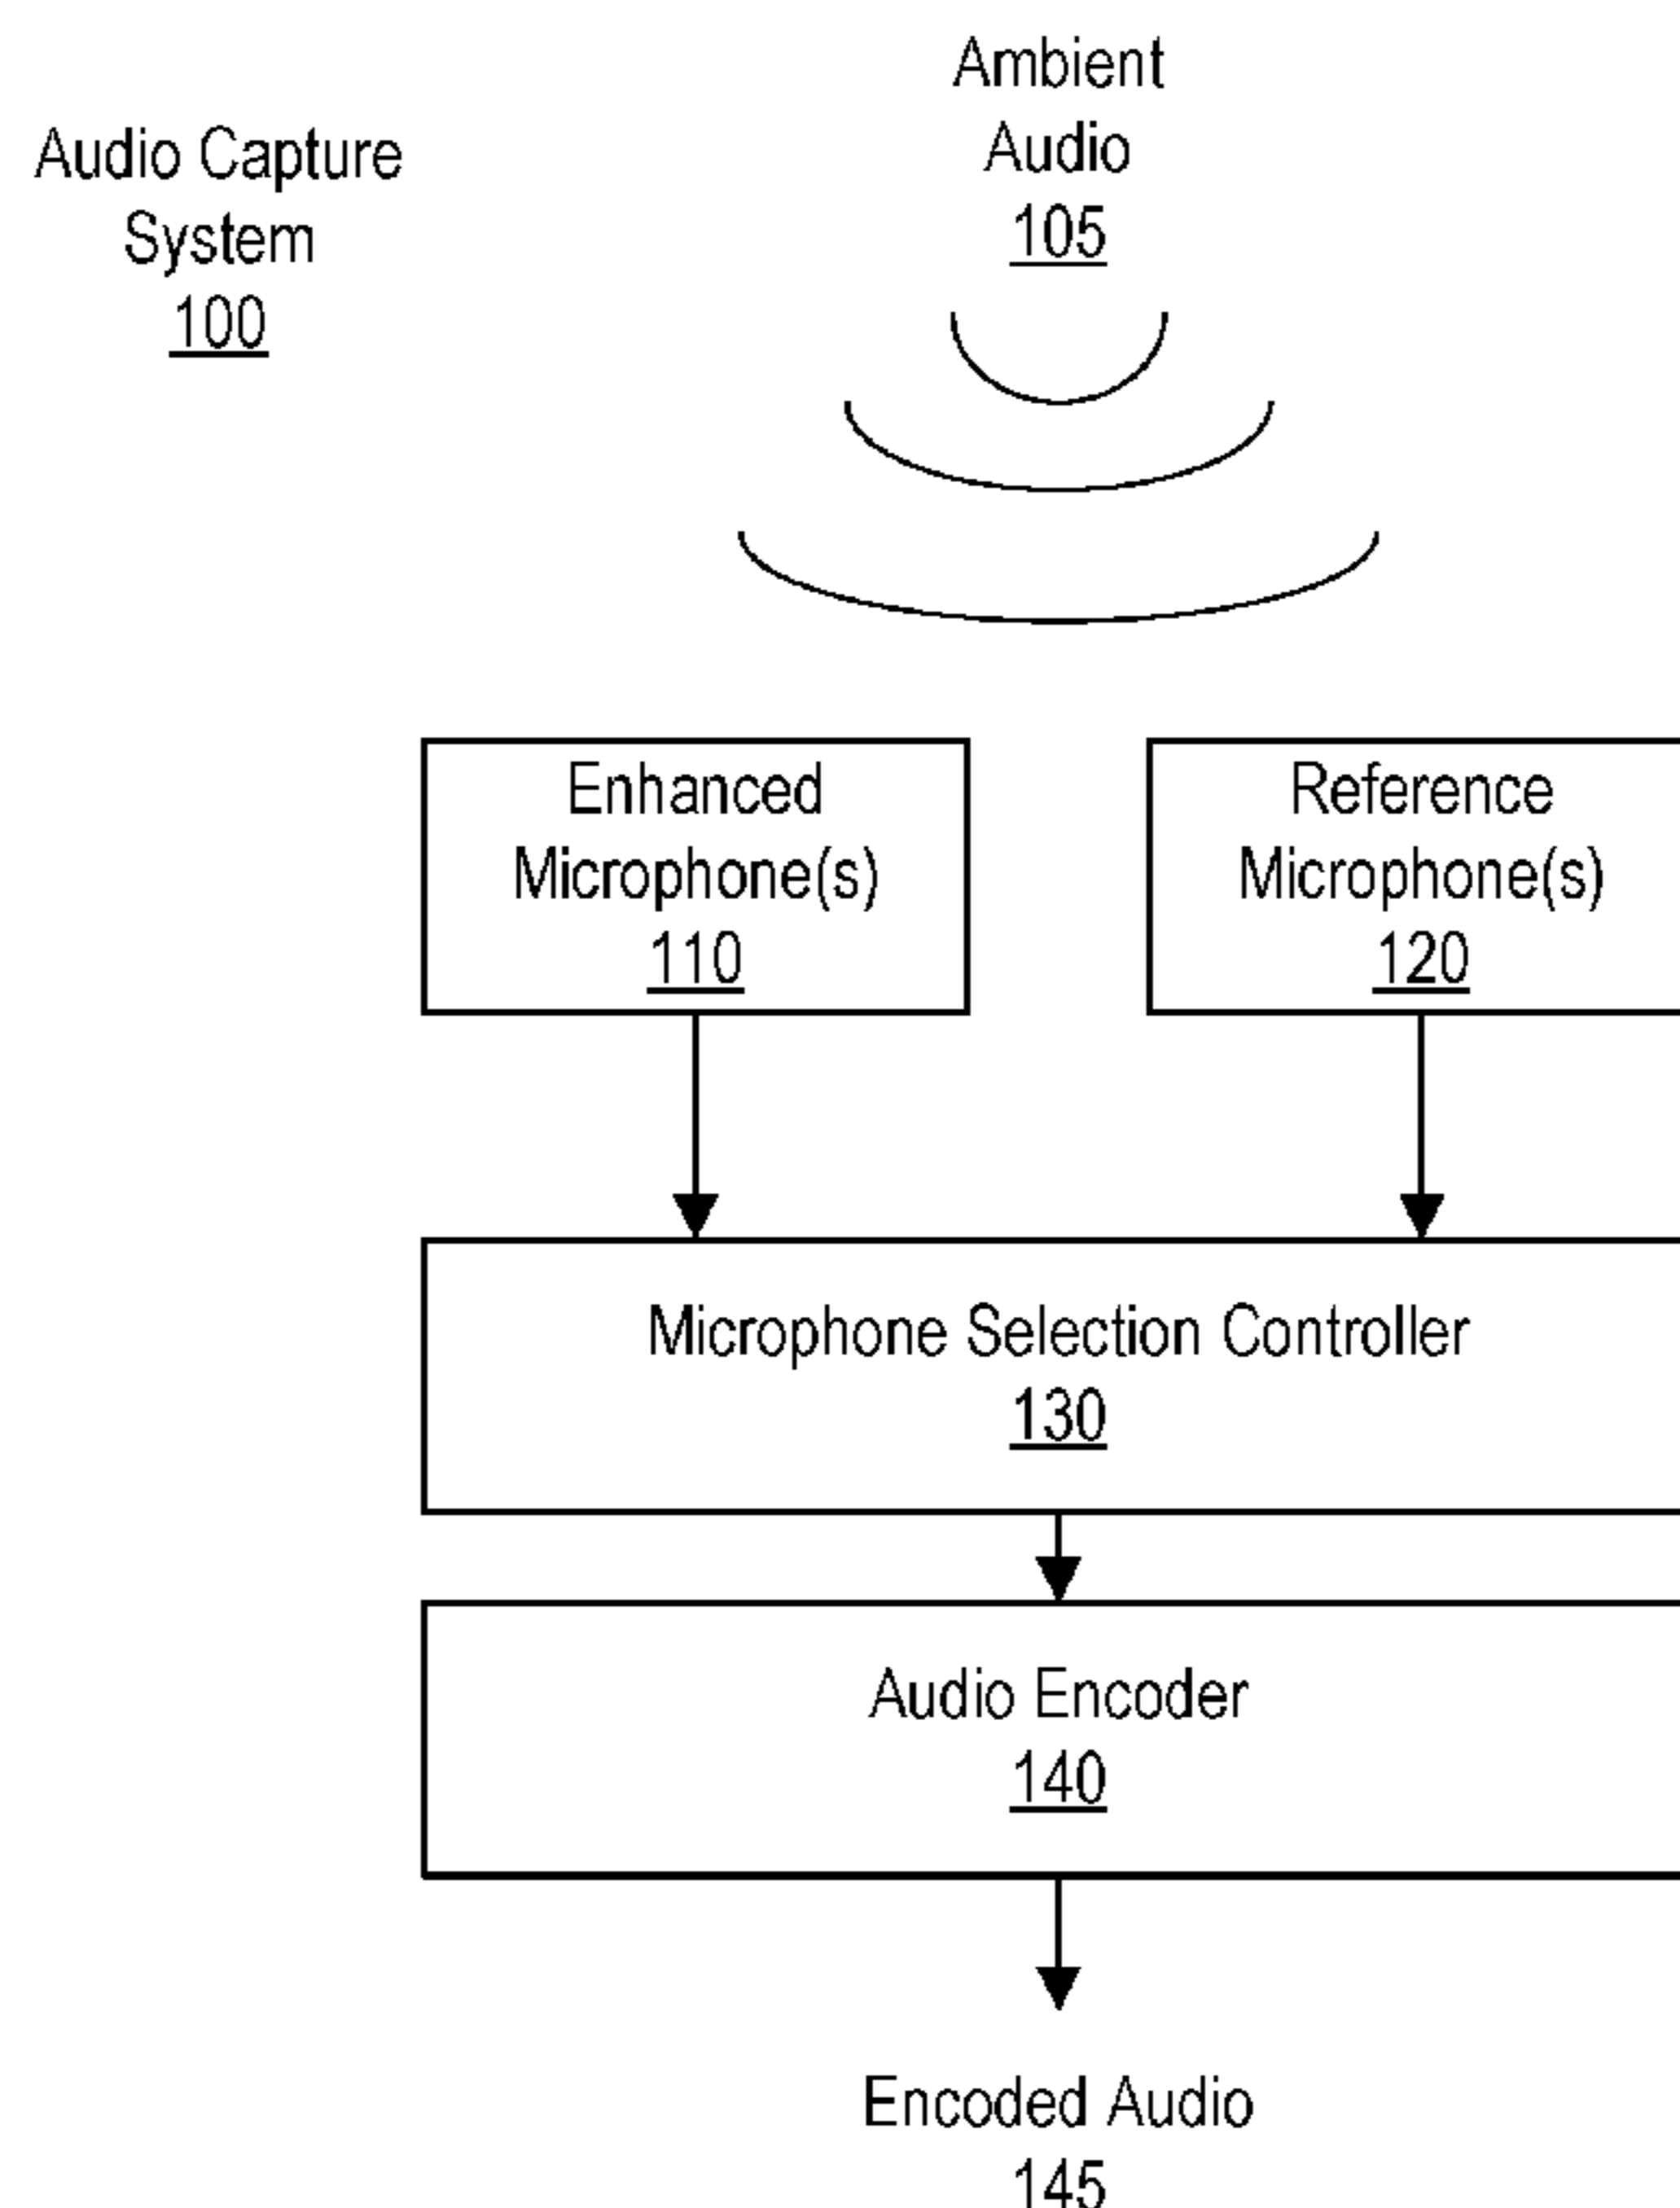 Audio Capture
System
100
Ambient
Audio
105
Enhanced
Microphone(s)
110
Reference
Microphone(s)
120
Microphone Selection Controller
130
Audio Encoder
140
Encoded Audio
145